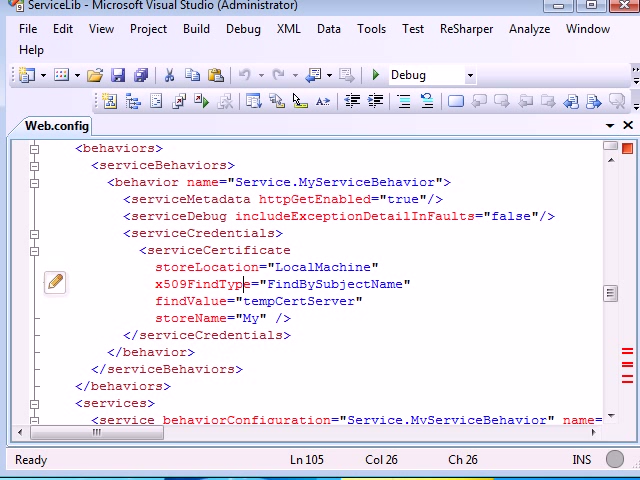 ServiceLib - Microsoft Visual Studio (Administrator)
File Edit View Project Build Debug XML Data Tools Test ReSharper Analyze Window
Help
Debug
Web.config
<behaviors>
<serviceBehaviors>
<behavior name="Service.MyServiceBehavior">
<serviceMetadata httpGetEnabled="true"/>
<serviceDebug includeExceptionDetailInFaults="false"/>
<serviceCredentials>
<serviceCertificate
storeLocation="LocalMachine"
x509FindType="FindBySubjectName"
findValue="tempCertServer"
storeName="My" />
</serviceCredentials>
</behavior>
</serviceBehaviors>
</behaviors>
<services>
<service behaviorConfiguration="Service.MyServiceBehavior" name=
Ready Ln 105 Col 26 Ch 26 INS